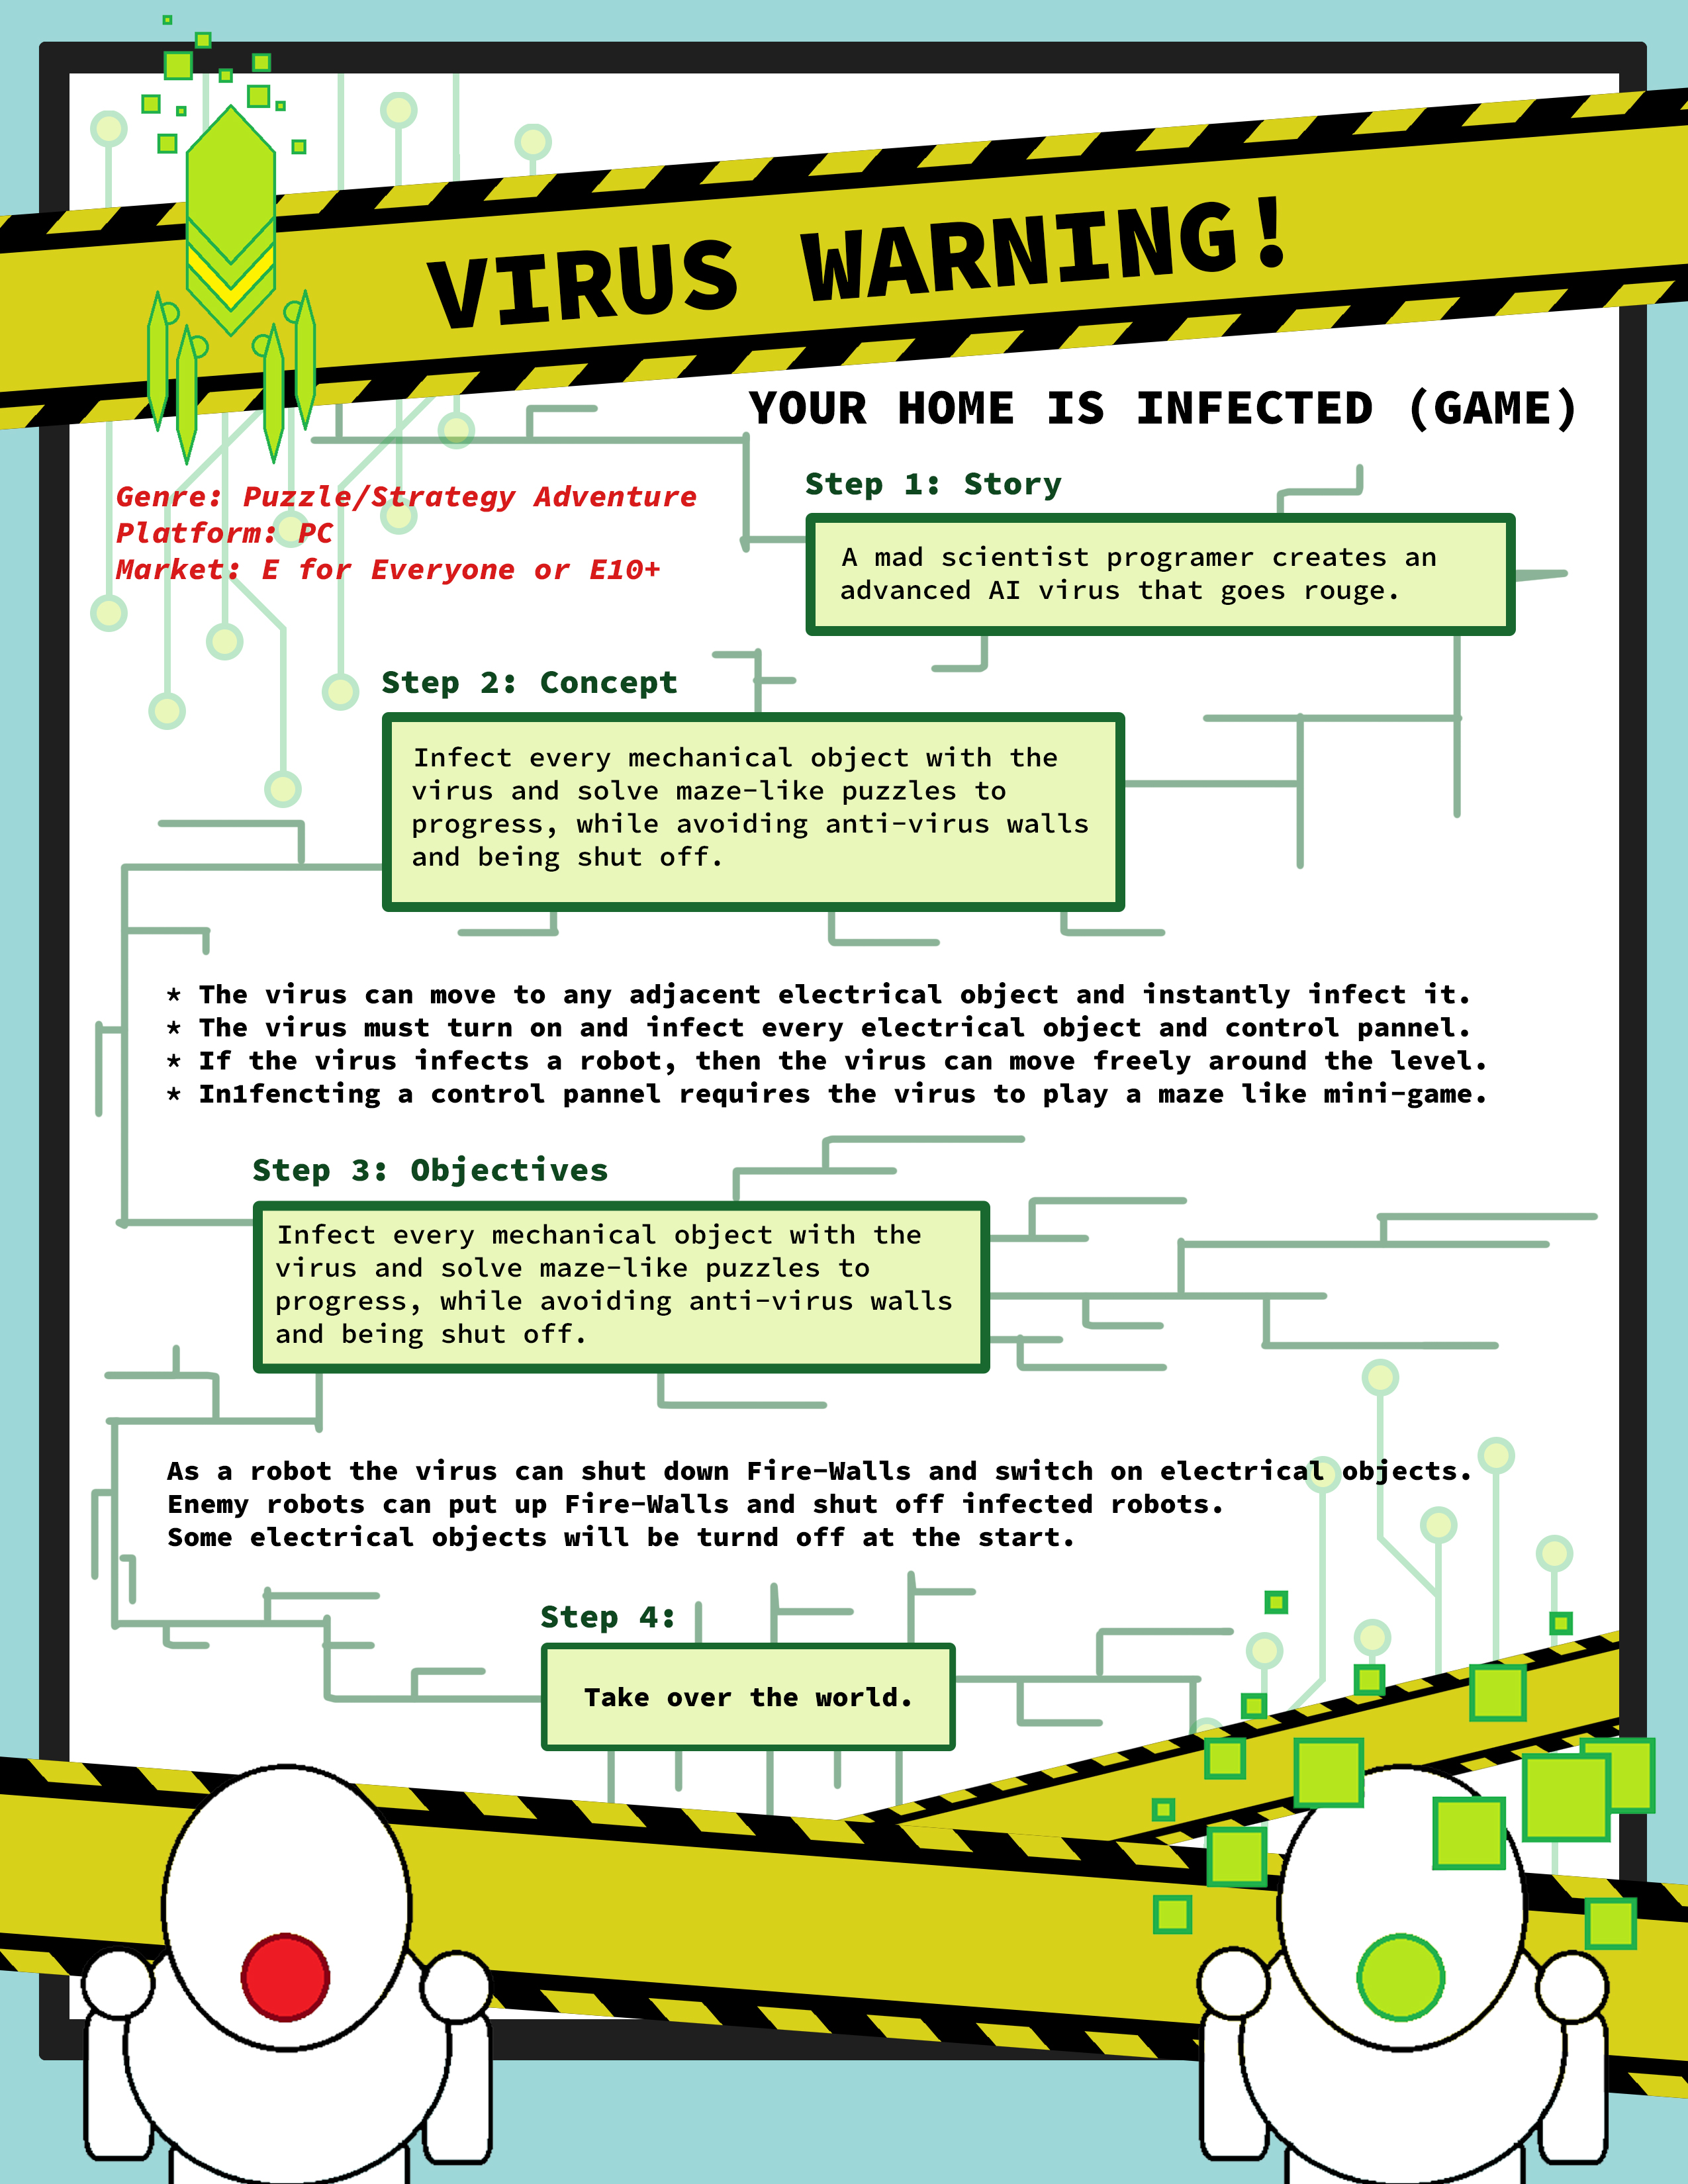 VIRUS WARNING!
YOUR HOME IS INFECTED (GAME)
Genre: Puzzle/Strategy Adventure
Platform: PC
Market: E for Everyone or E10+
Step 1: Story
A mad scientist programer creates an
advanced AI virus that goes rouge.
Step 2: Concept
Infect every mechanical object with the
virus and solve maze-like puzzles to
progress, while avoiding anti-virus walls
and being shut off.
* The virus can move to any adjacent electrical object and instantly infect it.
* The virus must turn on and infect every electrical object and control pannel.
* If the virus infects a robot, then the virus can move freely around the level.
* In1fencting a control pannel requires the virus to play a maze like mini-game.
Step 3: Objectives
Infect every mechanical object with the
virus and solve maze-like puzzles to
progress, while avoiding anti-virus walls
and being shut off.
As a robot the virus can shut down Fire-Walls and switch on electrical objects.
Enemy robots can put up Fire-Walls and shut off infected robots.
Some electrical objects will be turnd off at the start.
Step 4:
Take over the world.